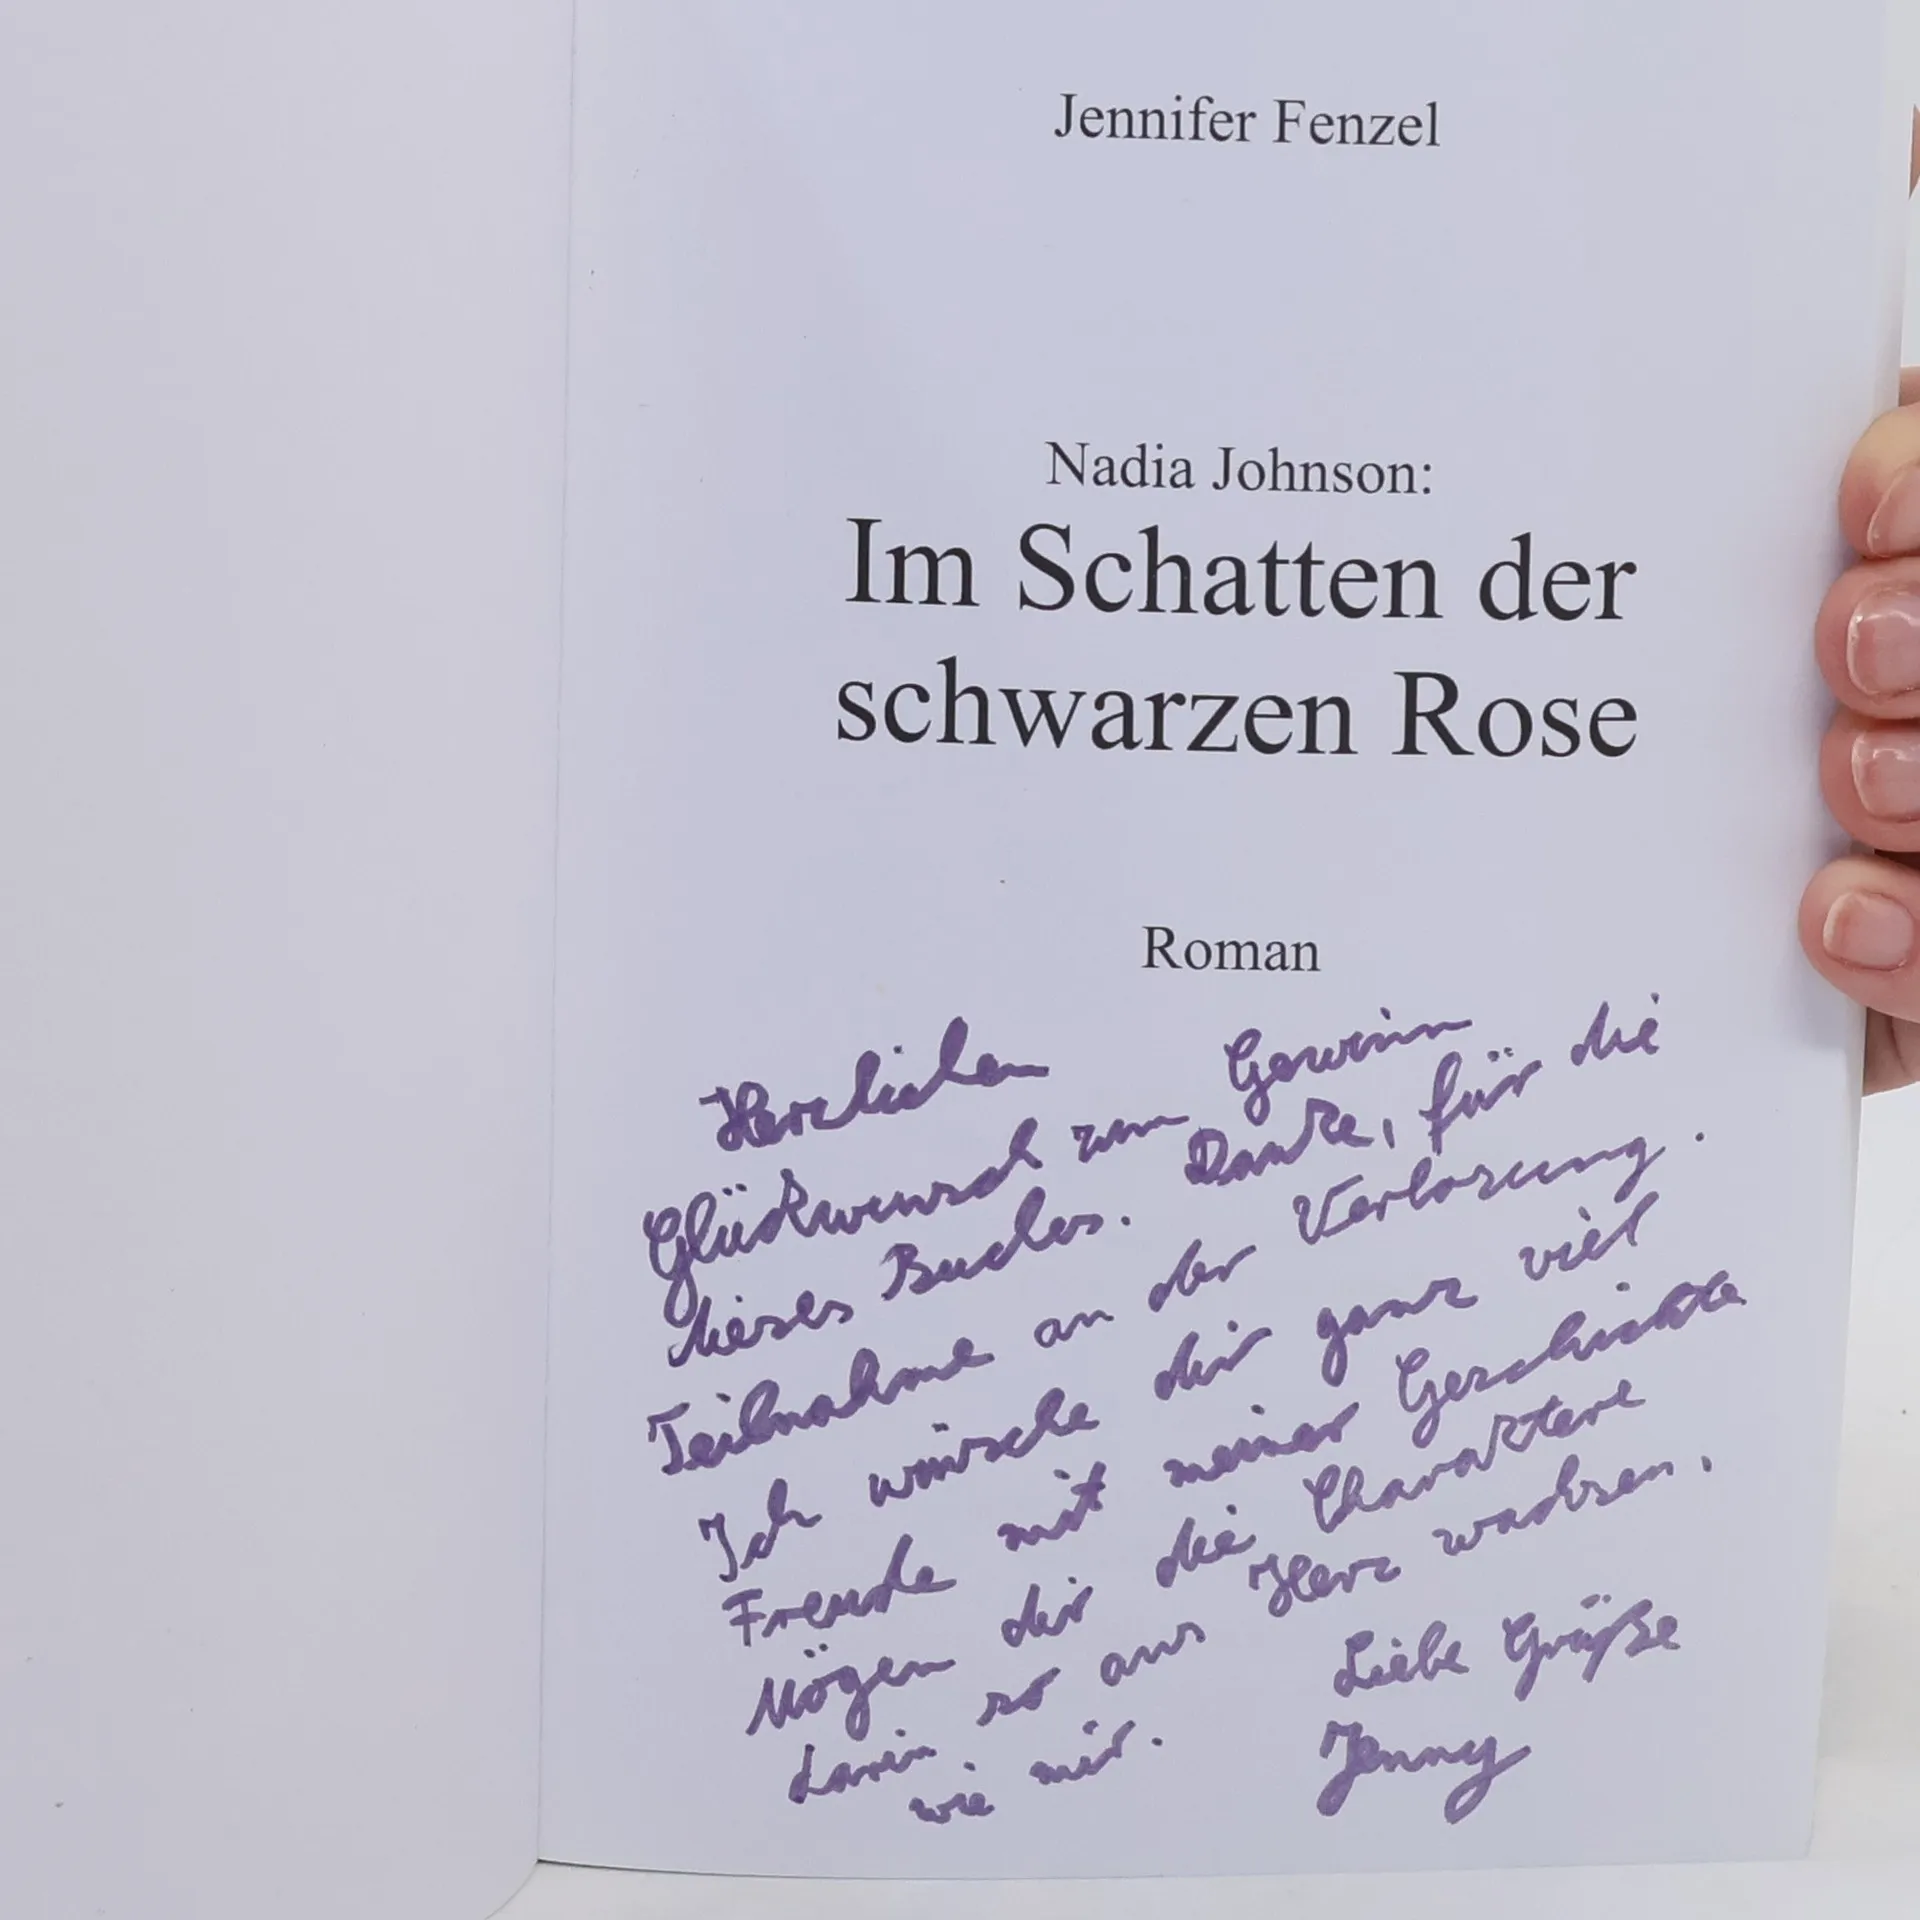 Jennifer Fenzel
Nadia Johnson:
Im Schatten der
schwarzen Rose
Roman
Herzlichen
Glückwunsch zum Gewinn
dieses Buches. Danke, für die
Teilnahme an der Verlosung.
Ich wünsche dir ganz viel
Freude mit meiner Geschichte
Mögen dir die Charaktere
darin so ans Herz wachsen,
wie mir.
Liebe Grüße
Jenny